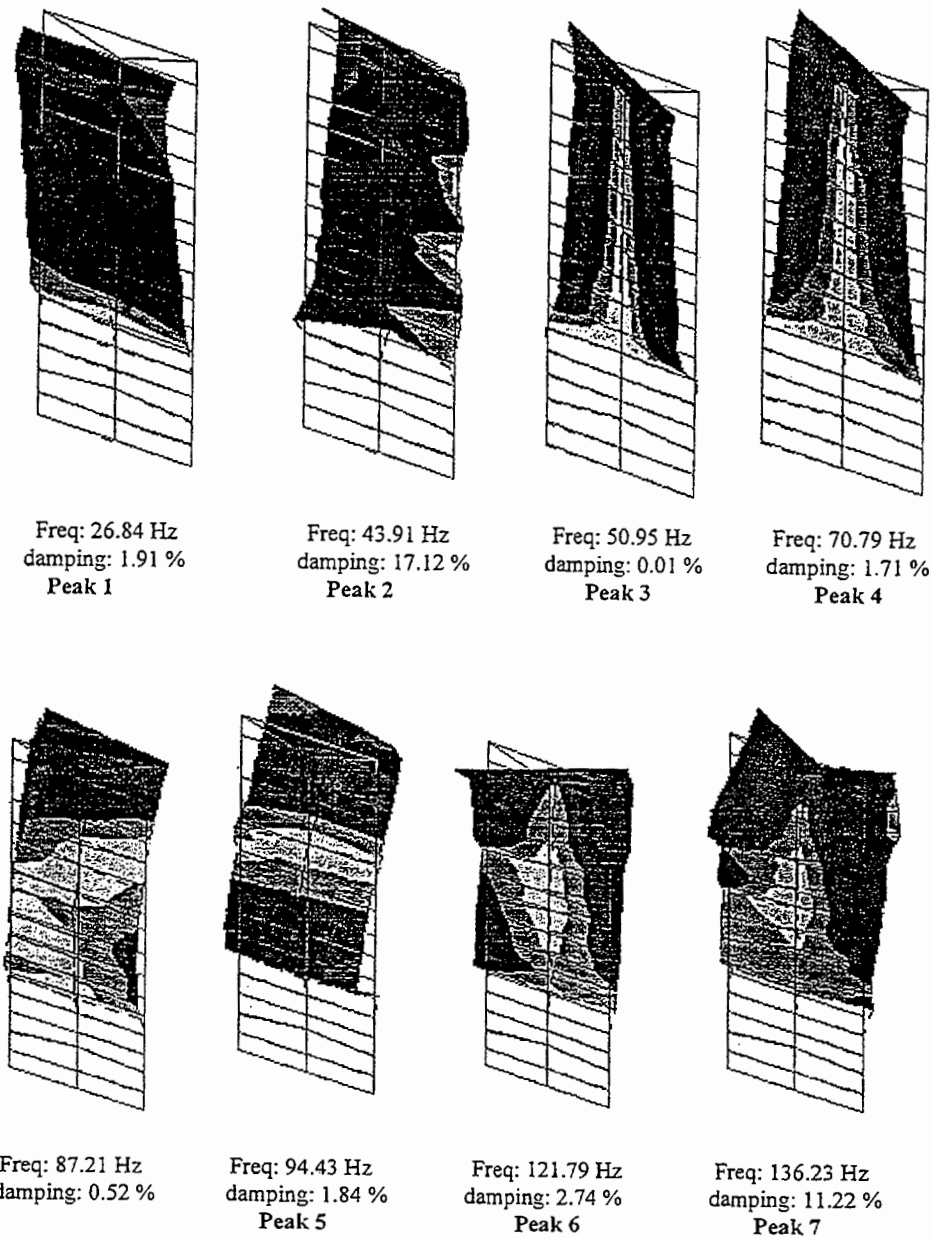 Freq: 26.84 Hz
damping: 1.91 %
Peak 1
Freq: 43.91 Hz
damping: 17.12 %
Peak 2
Freq: 50.95 Hz
damping: 0.01 %
Peak 3
Freq: 70.79 Hz
damping: 1.71 %
Peak 4
Freq: 87.21 Hz
damping: 0.52 %
Freq: 94.43 Hz
damping: 1.84 %
Peak 5
Freq: 121.79 Hz
damping: 2.74 %
Peak 6
Freq: 136.23 Hz
damping: 11.22 %
Peak 7